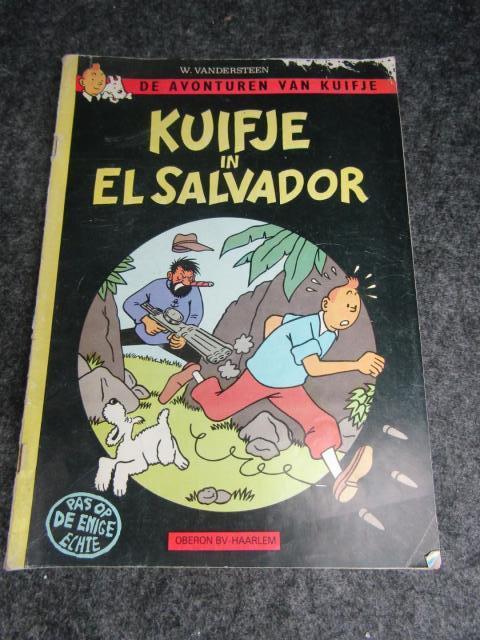 W. VANDERSTEEN
DE AVONTUREN VAN KUIFJE
KUIFJE
IN
EL SALVADOR
PAS OP
DE ENIGE
ECHTE
OBERON BV-HAARLEM